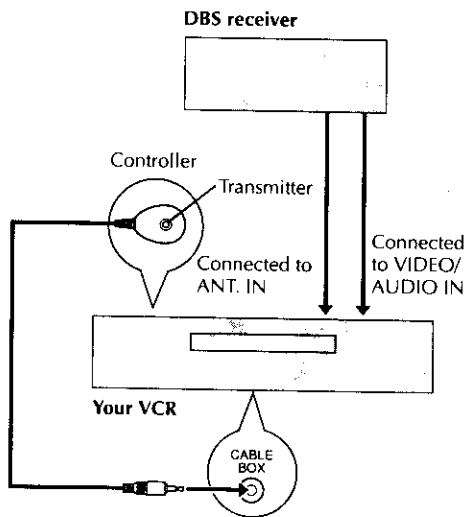 DBS receiver
Controller
Transmitter
Connected to
ANT. IN
Connected
to VIDEO/
AUDIO IN
Your VCR
CABLE
BOX